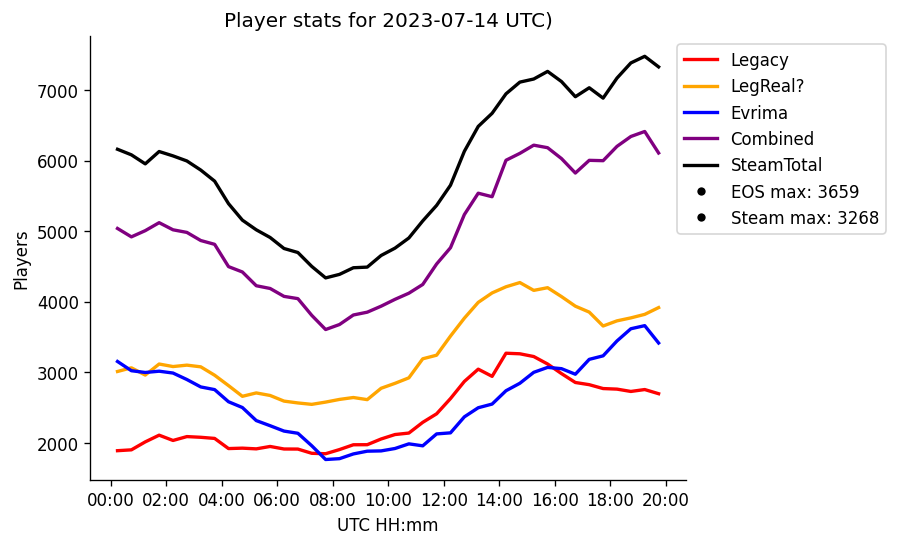 Player stats for 2023-07-14 UTC)
Players
7000
6000
5000
4000
3000
2000
00:00 02:00 04:00 06:00 08:00 10:00 12:00 14:00 16:00 18:00 20:00
UTC HH:mm
Legacy
LegReal?
Evrima
Combined
SteamTotal
EOS max: 3659
Steam max: 3268